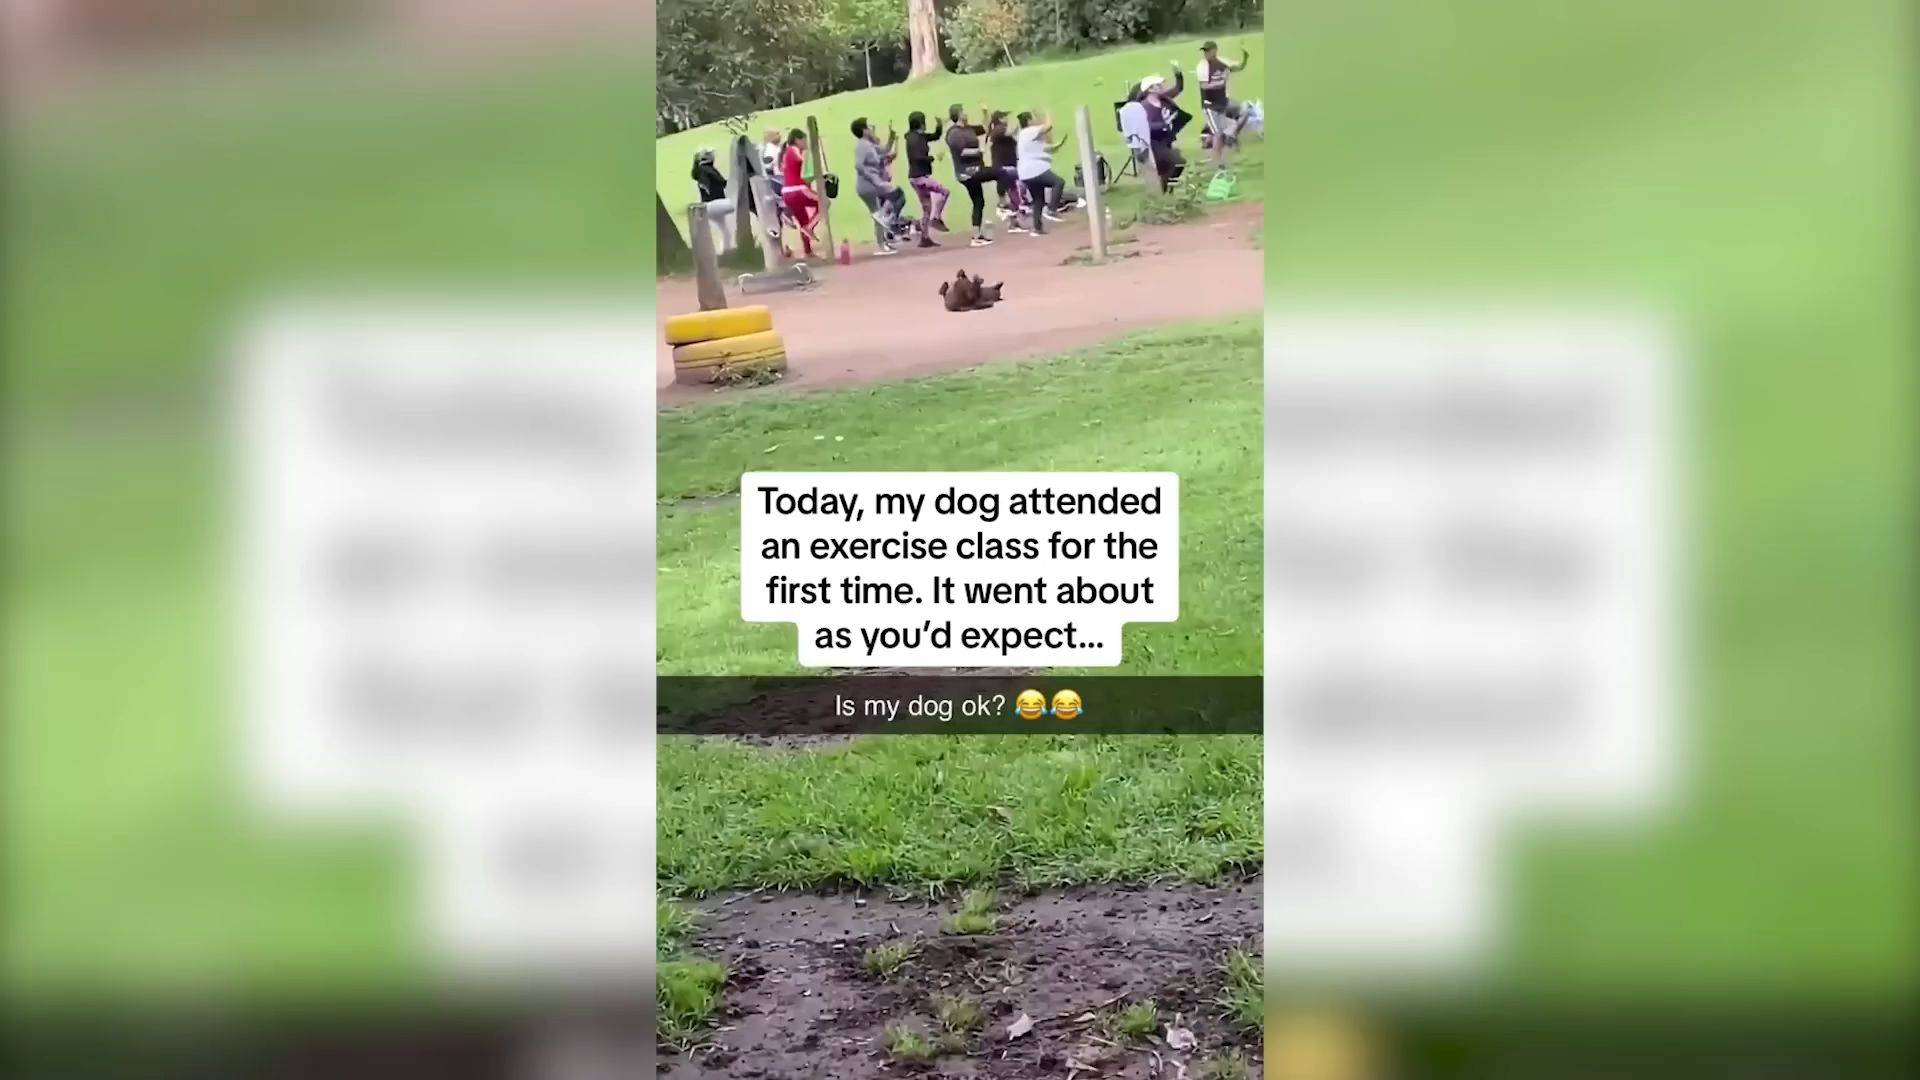 Today, my dog attended
an exercise class for the
first time. It went about
as you’d expect...
Is my dog ok? 😂😂